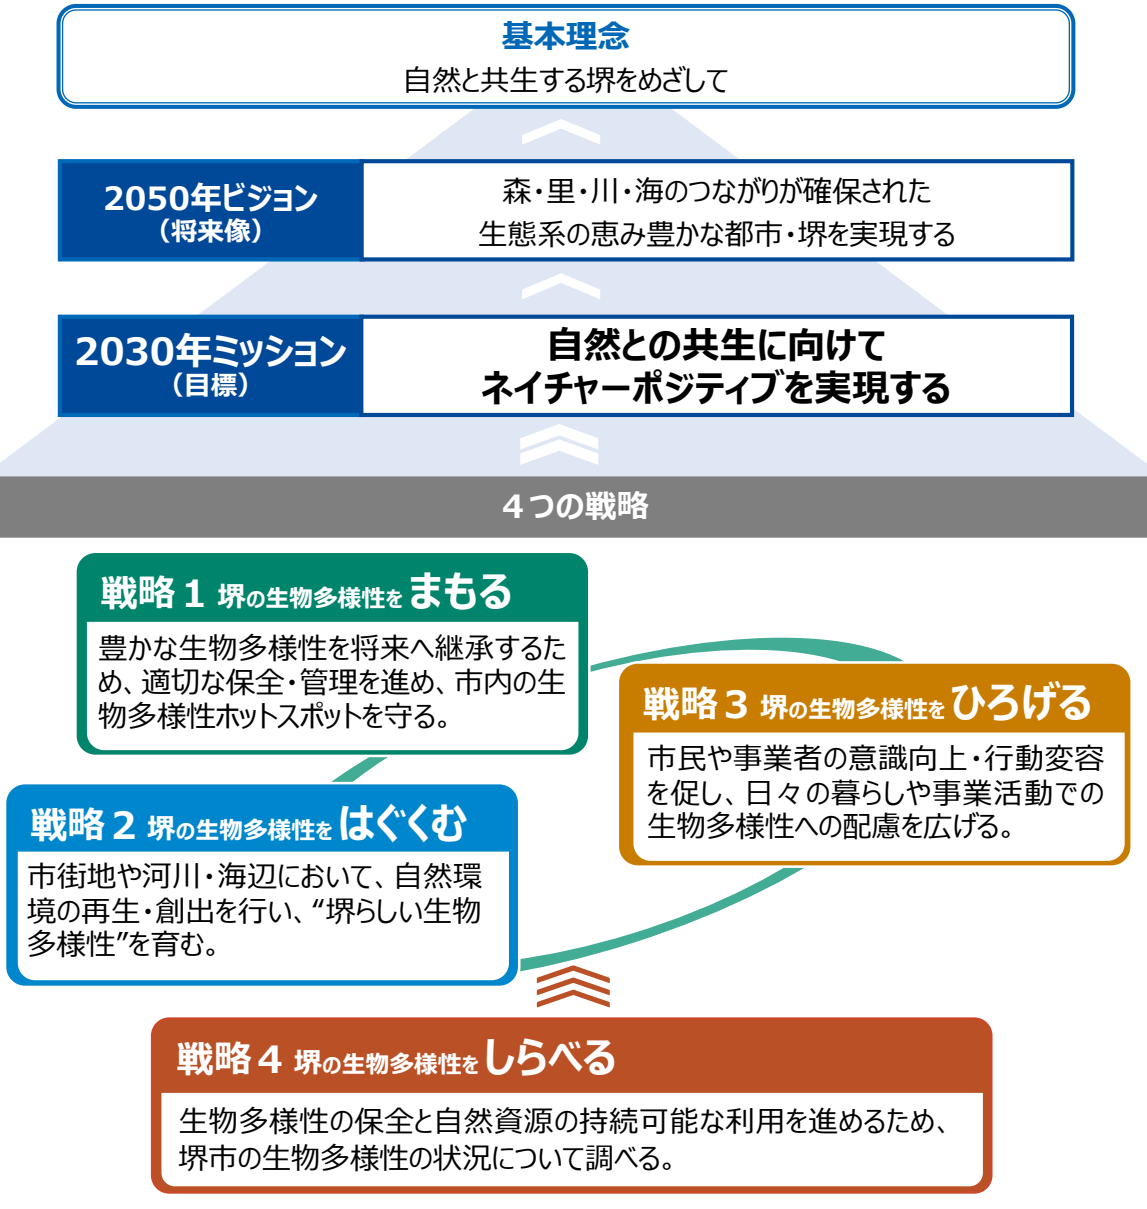 基本理念
自然と共生する堺をめざして
2050年ビジョン
（将来像）
森・里・川・海のつながりが確保された
生態系の恵み豊かな都市・堺を実現する
2030年ミッション
（目標）
自然との共生に向けて
ネイチャーポジティブを実現する
４つの戦略
戦略１ 堺の生物多様性をまもる
豊かな生物多様性を将来へ継承するた
め、適切な保全・管理を進め、市内の生
物多様性ホットスポットを守る。
戦略３ 堺の生物多様性をひろげる
市民や事業者の意識向上・行動変容
を促し、日々の暮らしや事業活動での
生物多様性への配慮を広げる。
戦略２ 堺の生物多様性をはぐくむ
市街地や河川・海辺において、自然環
境の再生・創出を行い、“堺らしい生物
多様性”を育む。
戦略４ 堺の生物多様性をしらべる
生物多様性の保全と自然資源の持続可能な利用を進めるため、
堺市の生物多様性の状況について調べる。